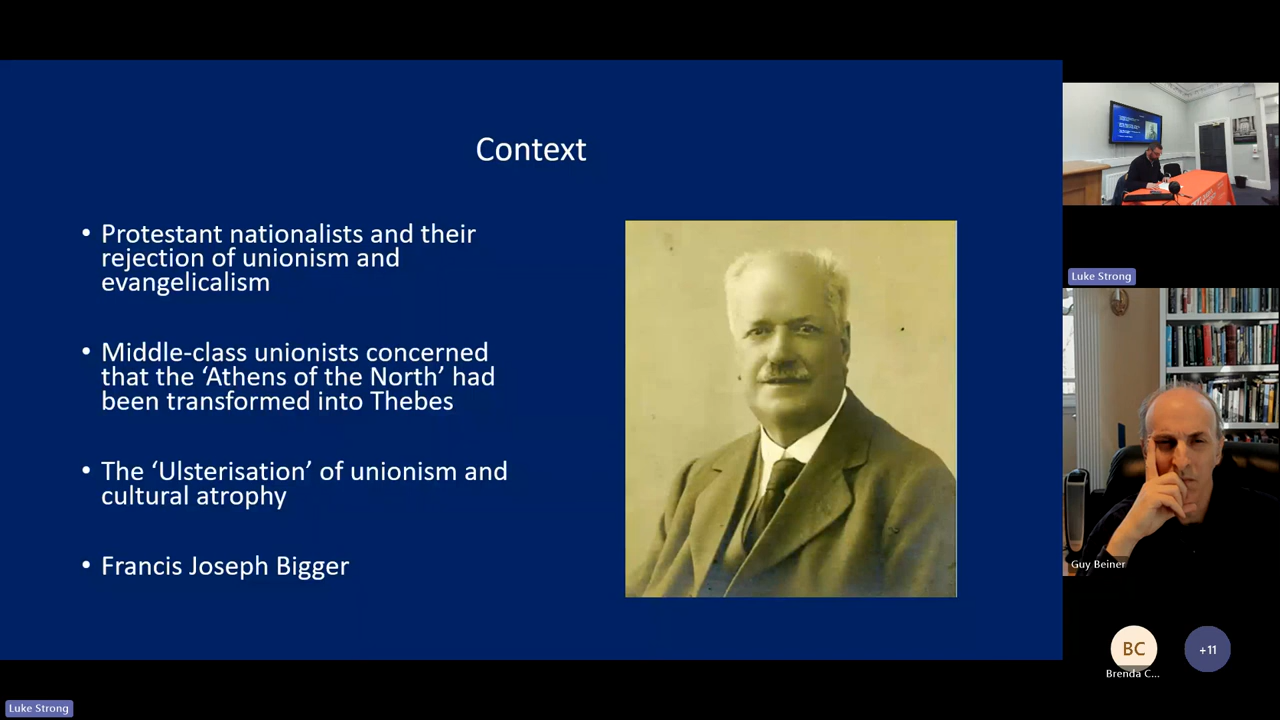 Context
• Protestant nationalists and their
rejection of unionism and
evangelicalism
• Middle-class unionists concerned
that the ‘Athens of the North’ had
been transformed into Thebes
• The ‘Ulsterisation’ of unionism and
cultural atrophy
• Francis Joseph Bigger
Luke Strong
Guy Beiner
BC
Brenda C...
+11
Luke Strong